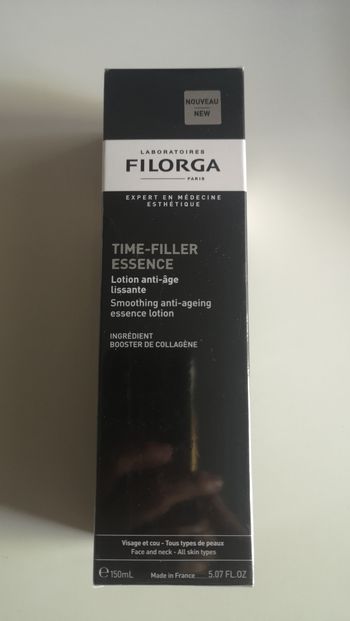 NOUVEAU
NEW
LABORATOIRES
FILORGA
PARIS
EXPERT EN MÉDECINE
ESTHÉTIQUE
TIME-FILLER
ESSENCE
Lotion anti-âge
lissante
Smoothing anti-ageing
essence lotion
INGRÉDIENT
BOOSTER DE COLLAGÈNE
Visage et cou - Tous types de peaux
Face and neck - All skin types
℮150mL Made in France 5.07 FL.OZ